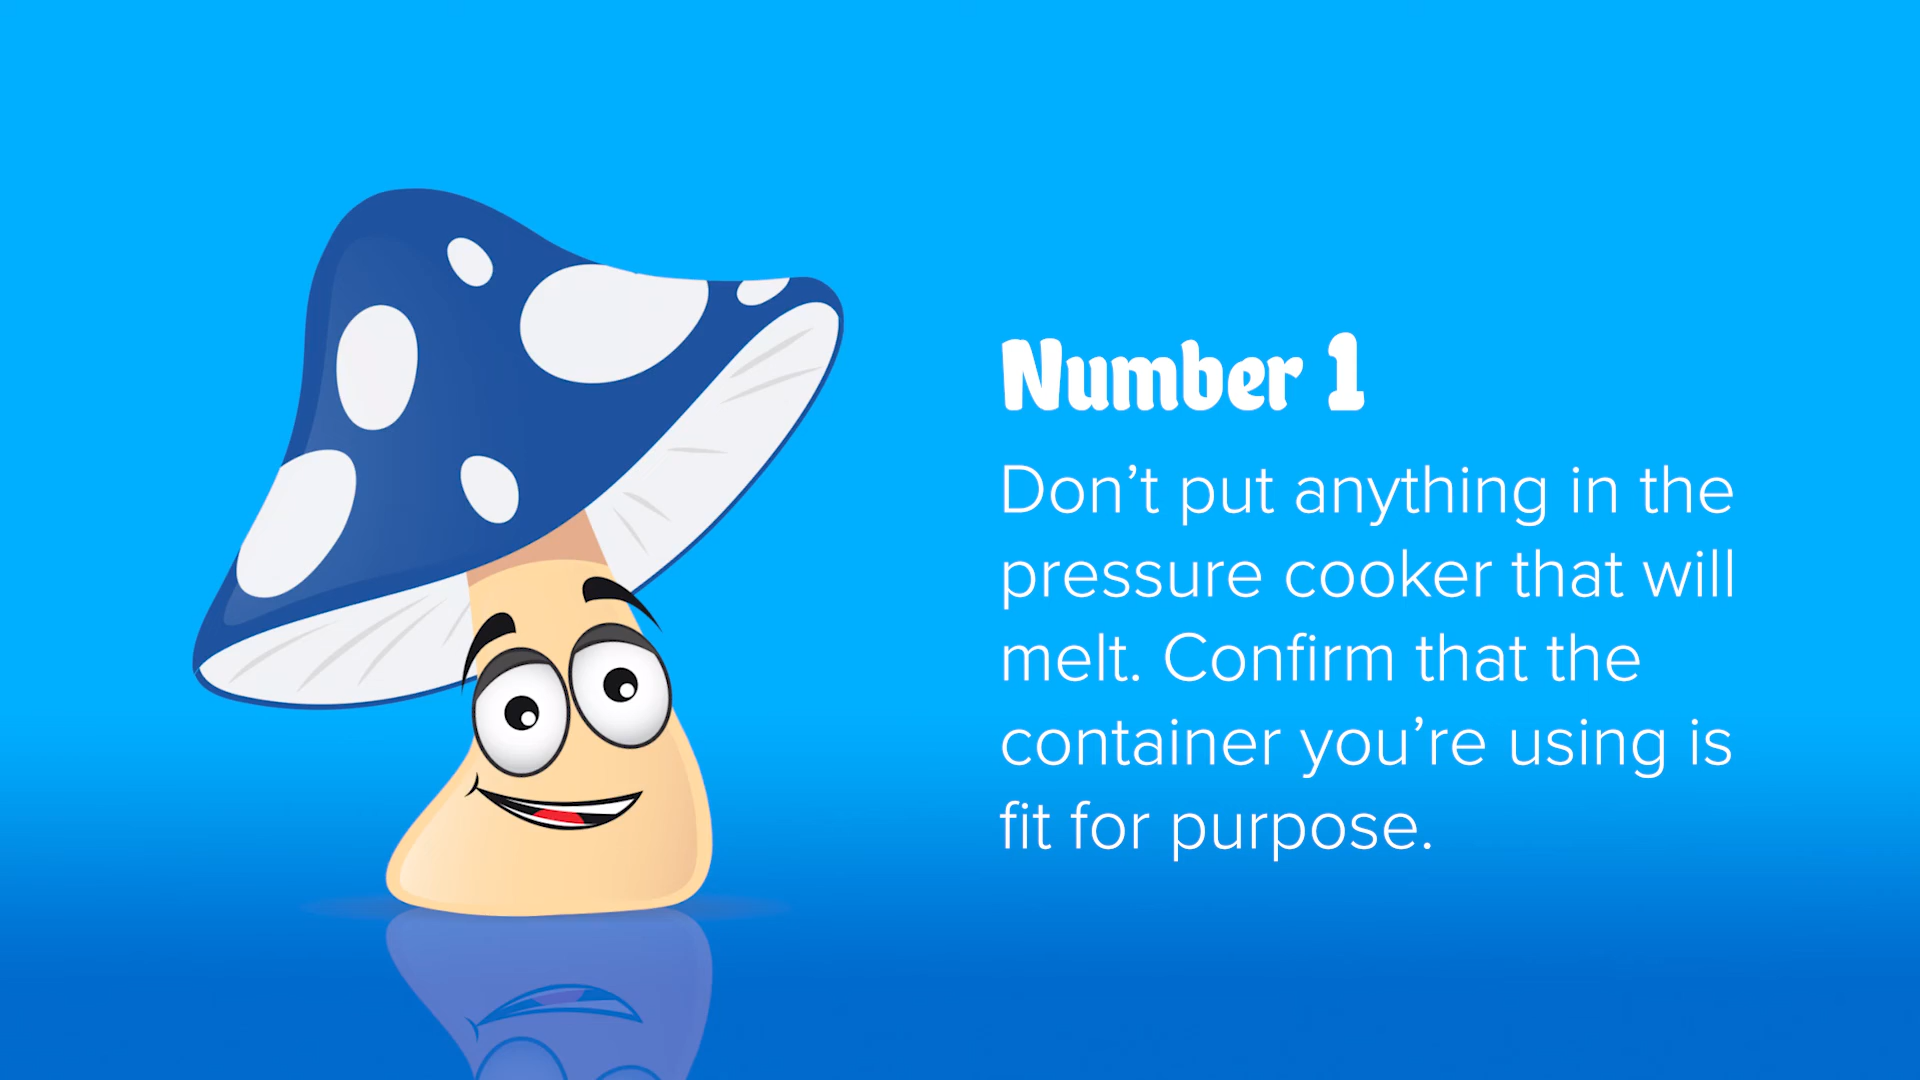 Number 1
Don’t put anything in the
pressure cooker that will
melt. Confirm that the
container you’re using is
fit for purpose.